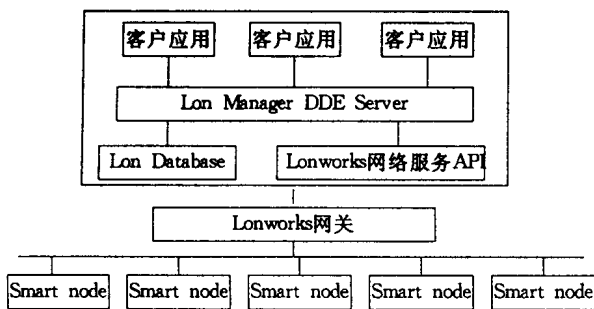 客户应用 客户应用 客户应用
Lon Manager DDE Server
Lon Database Lonworks网络服务API
Lonworks网关
Smart node Smart node Smart node Smart node Smart node